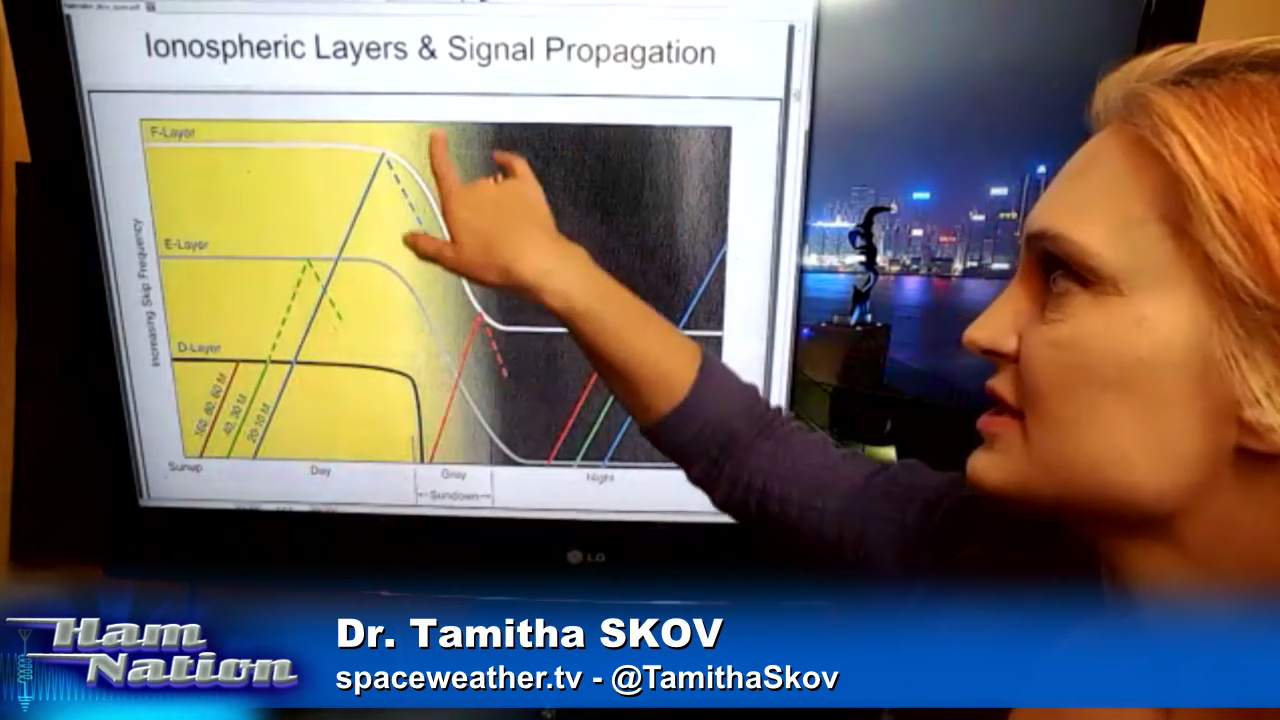 Ionospheric Layers & Signal Propagation
F-Layer
E-Layer
D-Layer
Increasing Skip Frequency
160, 80, 60 M
40, 30 M
20-10 M
Sunup
Day
Gray
Night
Sundown
LG
Ham
Nation
Dr. Tamitha SKOV
spaceweather.tv - @TamithaSkov